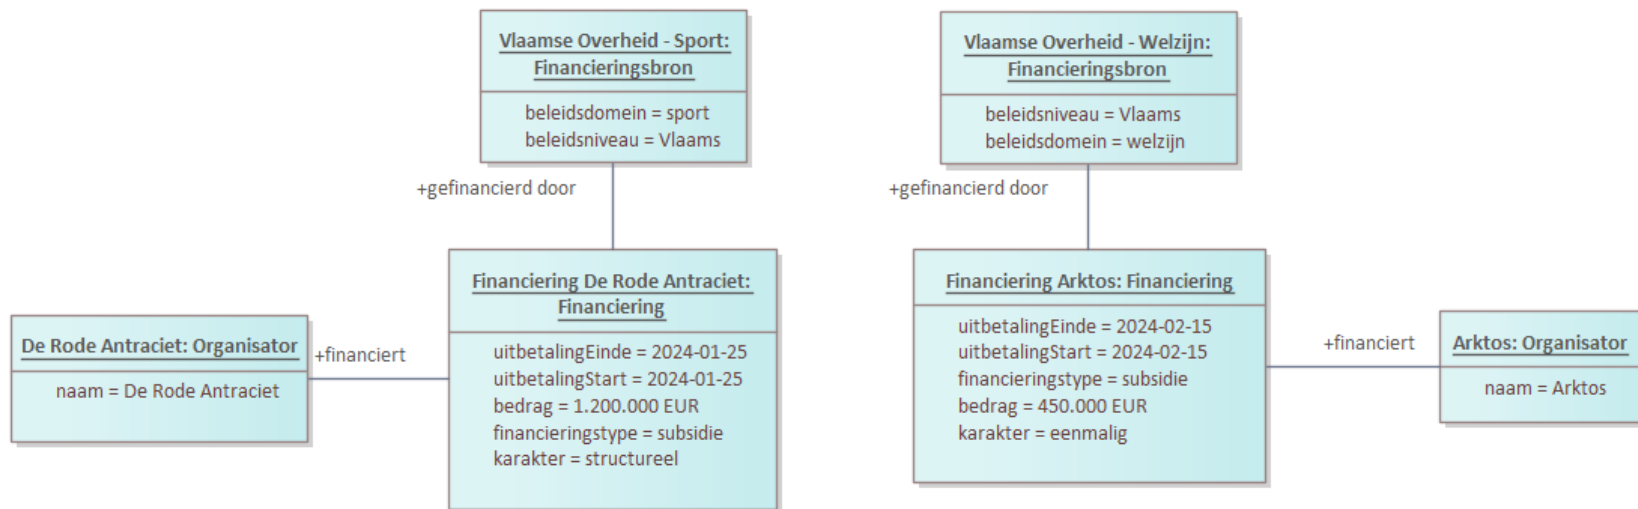 Vlaamse Overheid - Sport:
Financieringsbron
beleidsdomein = sport
beleidsniveau = Vlaams
+gefinancierd door
Vlaamse Overheid - Welzijn:
Financieringsbron
beleidsniveau = Vlaams
beleidsdomein = welzijn
+gefinancierd door
De Rode Antraciet: Organisator
naam = De Rode Antraciet
+financiert
Financiering De Rode Antraciet:
Financiering
uitbetalingEinde = 2024-01-25
uitbetalingStart = 2024-01-25
bedrag = 1.200.000 EUR
financieringstype = subsidie
karakter = structureel
Financiering Arktos: Financiering
uitbetalingEinde = 2024-02-15
uitbetalingStart = 2024-02-15
financieringstype = subsidie
bedrag = 450.000 EUR
karakter = eenmalig
+financiert
Arktos: Organisator
naam = Arktos